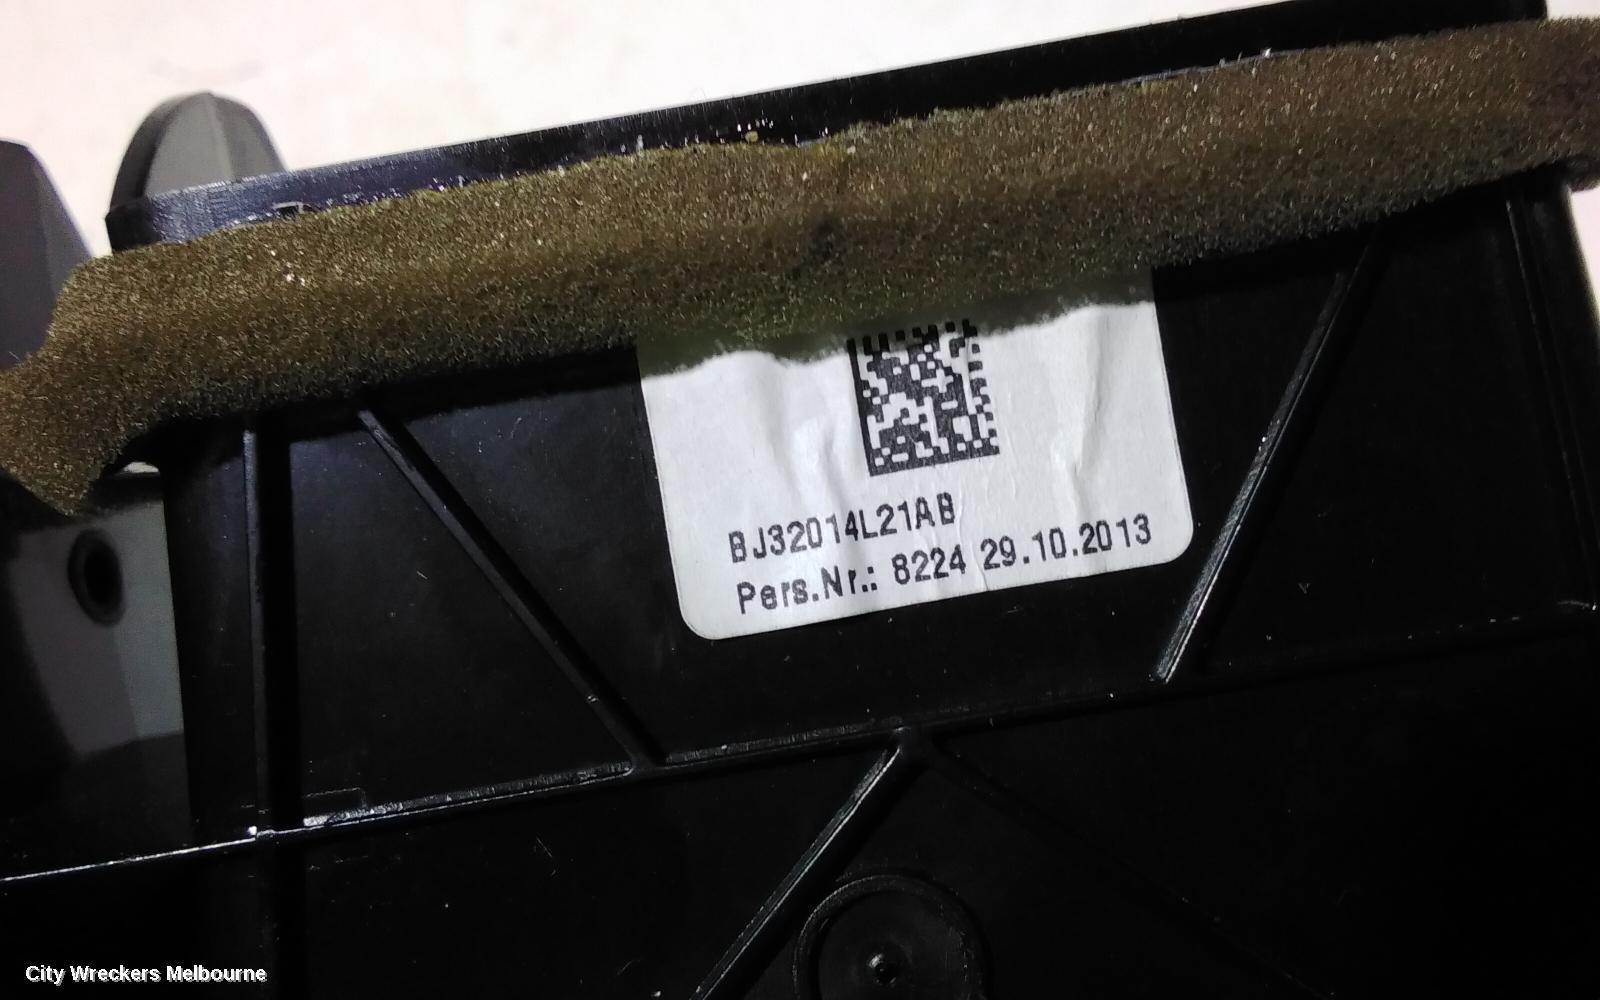 BJ32014L21AB
Pers.Nr.: 8224 29.10.2013
City Wreckers Melbourne